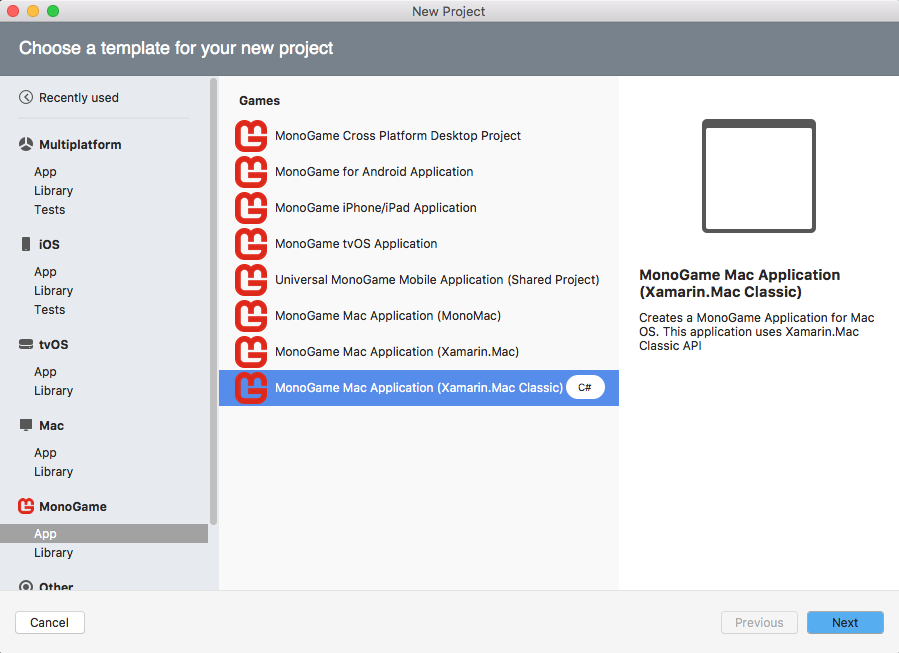 New Project
Choose a template for your new project
Recently used
Multiplatform
App
Library
Tests
iOS
App
Library
Tests
tvOS
App
Library
Mac
App
Library
MonoGame
App
Library
Other
Games
MonoGame Cross Platform Desktop Project
MonoGame for Android Application
MonoGame iPhone/iPad Application
MonoGame tvOS Application
Universal MonoGame Mobile Application (Shared Project)
MonoGame Mac Application (MonoMac)
MonoGame Mac Application (Xamarin.Mac)
MonoGame Mac Application (Xamarin.Mac Classic) C#
MonoGame Mac Application
(Xamarin.Mac Classic)
Creates a MonoGame Application for Mac
OS. This application uses Xamarin.Mac
Classic API
Cancel
Previous
Next